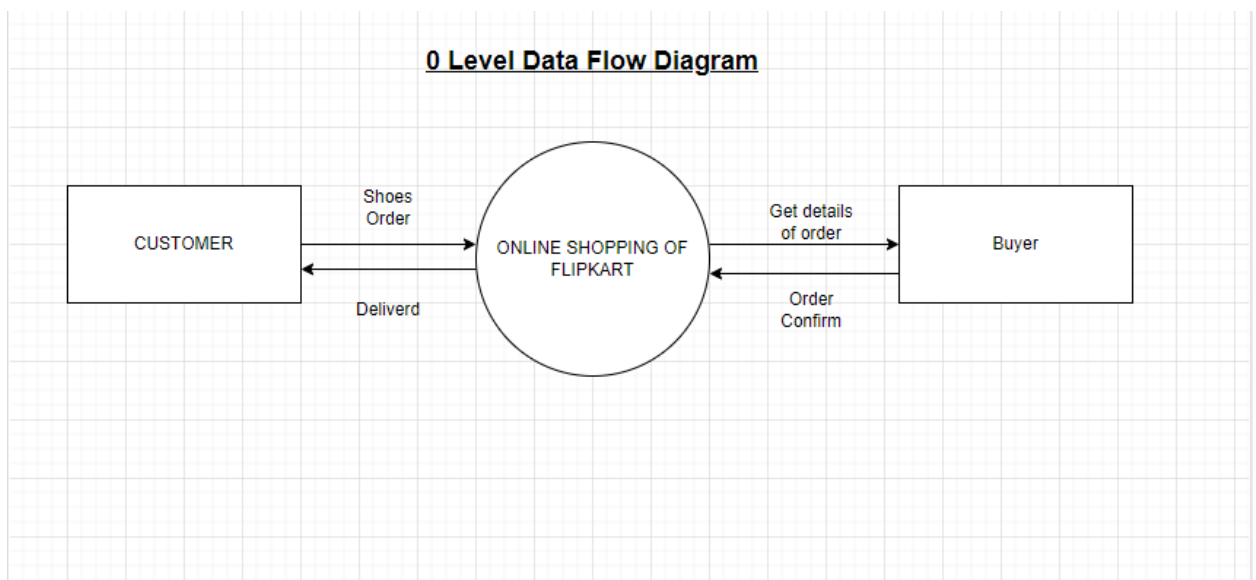 0 Level Data Flow Diagram
CUSTOMER
Shoes
Order
Deliverd
ONLINE SHOPPING OF
FLIPKART
Get details
of order
Order
Confirm
Buyer